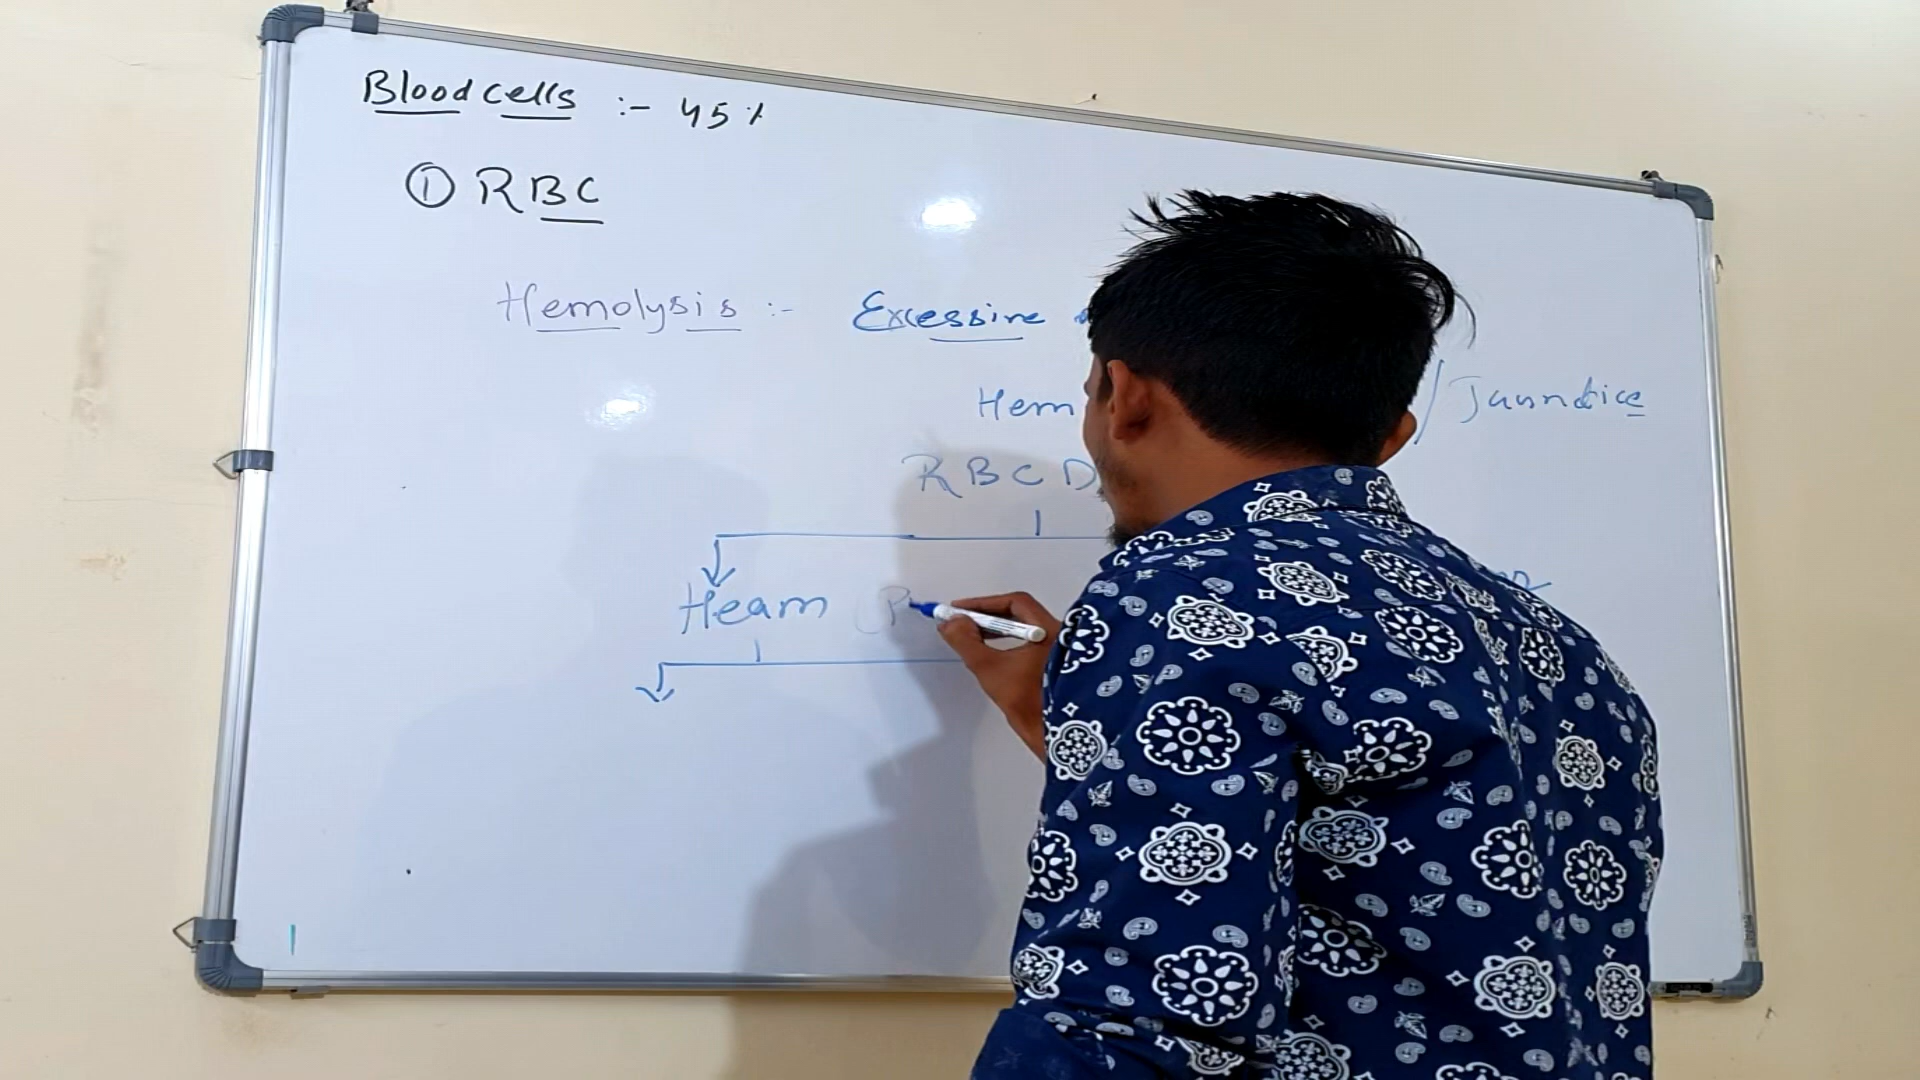 Blood cells :- 45%
① RBC
Hemolysis :- Excessive
Hem / Jaundice
RBC D
Heam (P